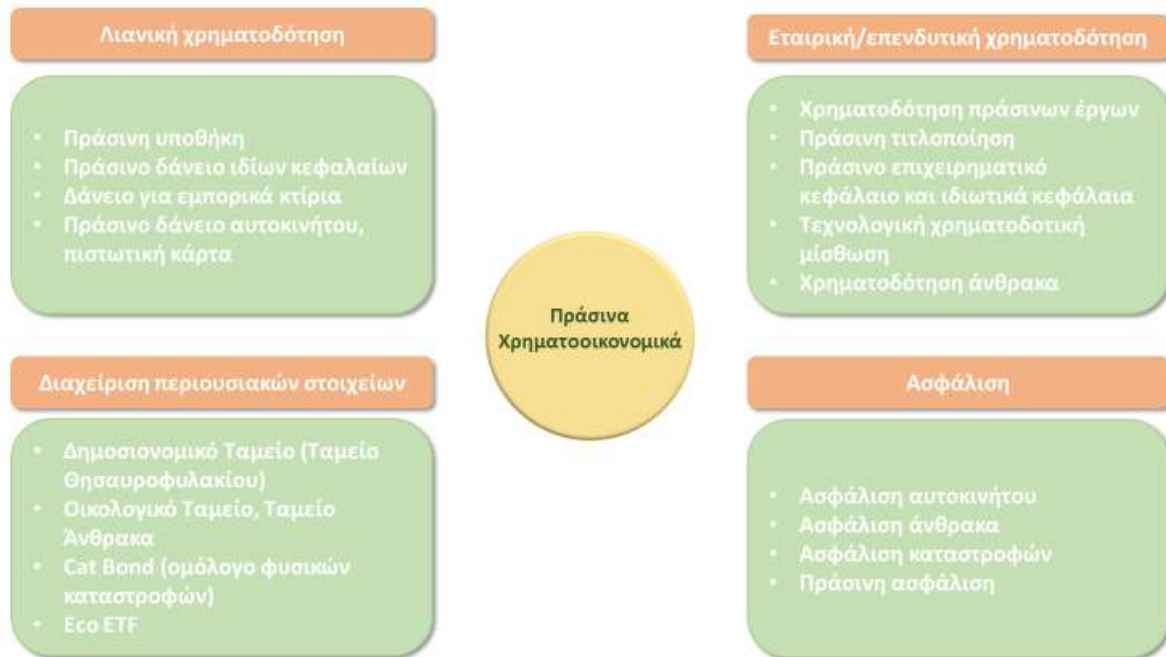 Λιανική χρηματοδότηση
• Πράσινη υποθήκη
• Πράσινο δάνειο ιδίων κεφαλαίων
• Δάνειο για εμπορικά κτίρια
• Πράσινο δάνειο αυτοκινήτου,
πιστωτική κάρτα
Εταιρική/επενδυτική χρηματοδότηση
• Χρηματοδότηση πράσινων έργων
• Πράσινη τιτλοποίηση
• Πράσινο επιχειρηματικό
κεφάλαιο και ιδιωτικά κεφάλαια
• Τεχνολογική χρηματοδοτική
μίσθωση
• Χρηματοδότηση άνθρακα
Πράσινα
Χρηματοοικονομικά
Διαχείριση περιουσιακών στοιχείων
• Δημοσιονομικό Ταμείο (Ταμείο
Θησαυροφυλακίου)
• Οικολογικό Ταμείο, Ταμείο
Άνθρακα
• Cat Bond (ομόλογο φυσικών
καταστροφών)
• Eco ETF
Ασφάλιση
• Ασφάλιση αυτοκινήτου
• Ασφάλιση άνθρακα
• Ασφάλιση καταστροφών
• Πράσινη ασφάλιση